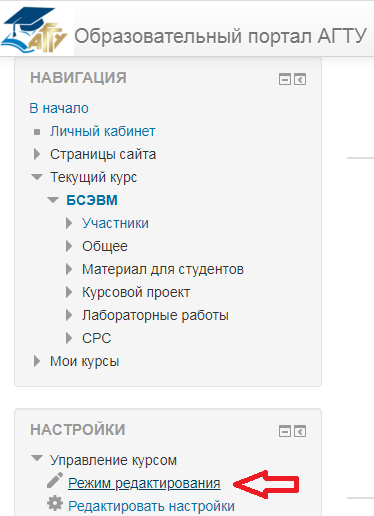 АГТУ
Образовательный портал АГТУ
НАВИГАЦИЯ
В начало
Личный кабинет
Страницы сайта
Текущий курс
БСЭВМ
Участники
Общее
Материал для студентов
Курсовой проект
Лабораторные работы
СРС
Мои курсы
НАСТРОЙКИ
Управление курсом
Режим редактирования
Редактировать настройки